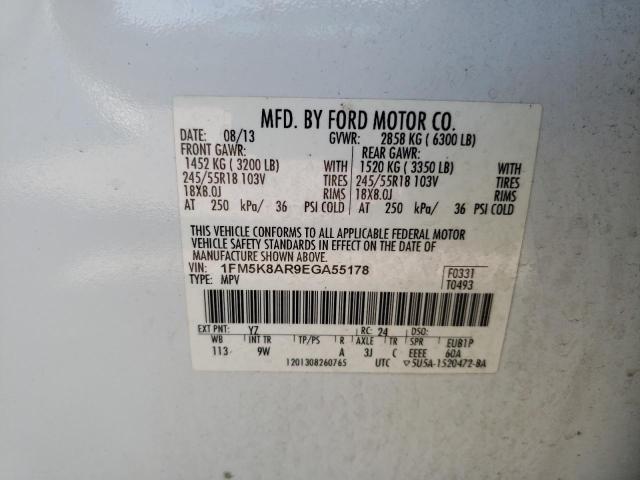 MFD. BY FORD MOTOR CO.
DATE: 08/13 GVWR: 2858 KG ( 6300 LB)
FRONT GAWR: REAR GAWR:
1452 KG ( 3200 LB) WITH 1520 KG ( 3350 LB) WITH
245/55R18 103V TIRES 245/55R18 103V TIRES
18X8.0J RIMS 18X8.0J RIMS
AT 250 kPa/ 36 PSI COLD AT 250 kPa/ 36 PSI COLD
THIS VEHICLE CONFORMS TO ALL APPLICABLE FEDERAL MOTOR
VEHICLE SAFETY STANDARDS IN EFFECT ON THE DATE OF
MANUFACTURE SHOWN ABOVE.
VIN: 1FM5K8AR9EGA55178 F0331
TYPE: MPV T0493
EXT PNT: YZ RC: 24 DSO:
WB INT TR TP/PS R AXLE TR SPR EUB1P
113 9W A 3J C EEEE 60A
1201308260765 UTC 5U5A-1520472-BA